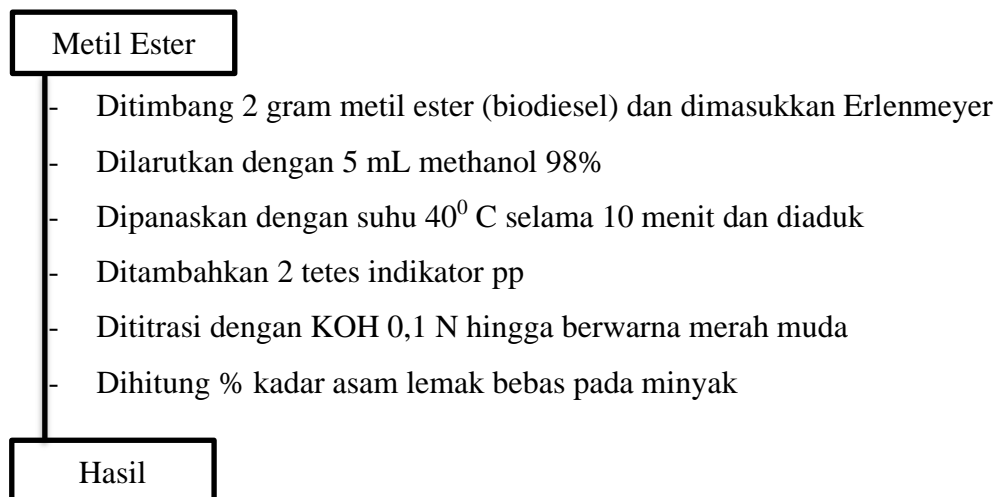 Metil Ester
- Ditimbang 2 gram metil ester (biodiesel) dan dimasukkan Erlenmeyer
- Dilarutkan dengan 5 mL methanol 98%
- Dipanaskan dengan suhu 40⁰ C selama 10 menit dan diaduk
- Ditambahkan 2 tetes indikator pp
- Dititrasi dengan KOH 0,1 N hingga berwarna merah muda
- Dihitung % kadar asam lemak bebas pada minyak
Hasil